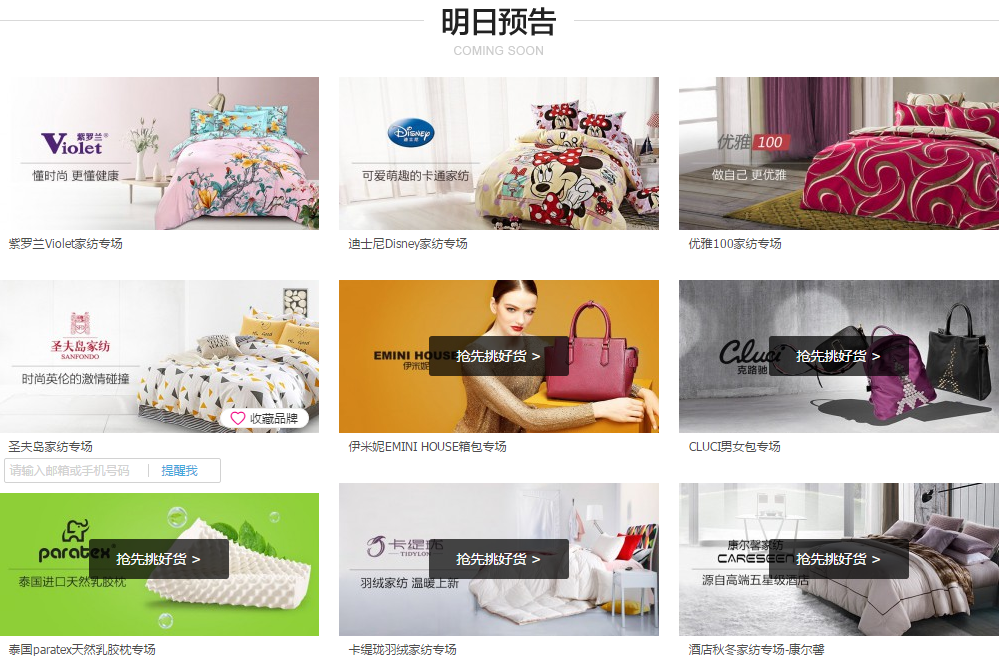 明日预告
COMING SOON
紫罗兰
Violet
懂时尚 更懂健康
Disney
迪士尼
可爱萌趣的卡通家纺
优雅100
做自己 更优雅
紫罗兰Violet家纺专场
迪士尼Disney家纺专场
优雅100家纺专场
圣夫岛家纺
SANFONDO
时尚英伦的激情碰撞
收藏品牌
EMINI HOUSE
伊米妮
抢先挑好货 >
Cluci
克路驰
抢先挑好货 >
圣夫岛家纺专场
伊米妮EMINI HOUSE箱包专场
CLUCI男女包专场
请输入邮箱或手机号码
提醒我
paratex
泰国进口天然乳胶枕
抢先挑好货 >
卡缇珑
TIDYLON
羽绒家纺 温暖上新
抢先挑好货 >
康尔馨家纺
CARESEEN
源自高端五星级酒店
抢先挑好货 >
泰国paratex天然乳胶枕专场
卡缇珑羽绒家纺专场
酒店秋冬家纺专场-康尔馨